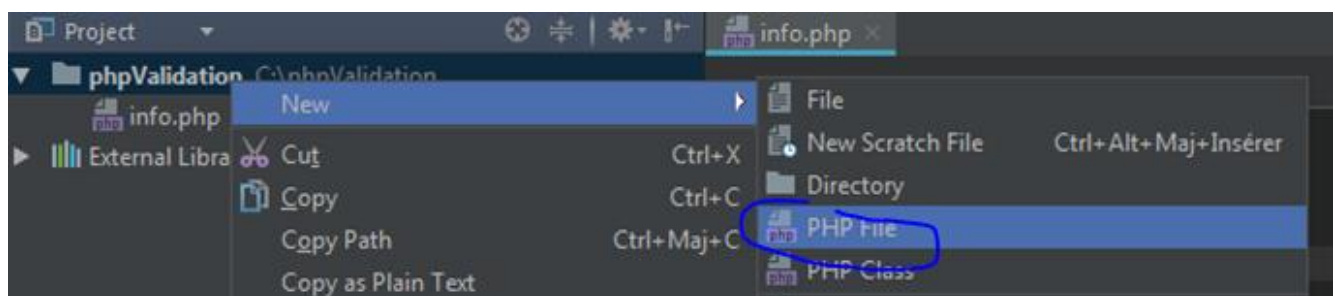 Project
info.php
phpValidation C:\phpValidation
info.php
External Libra
New
Cut Ctrl+X
Copy Ctrl+C
Copy Path Ctrl+Maj+C
Copy as Plain Text
File
New Scratch File Ctrl+Alt+Maj+Insérer
Directory
PHP File
PHP Class